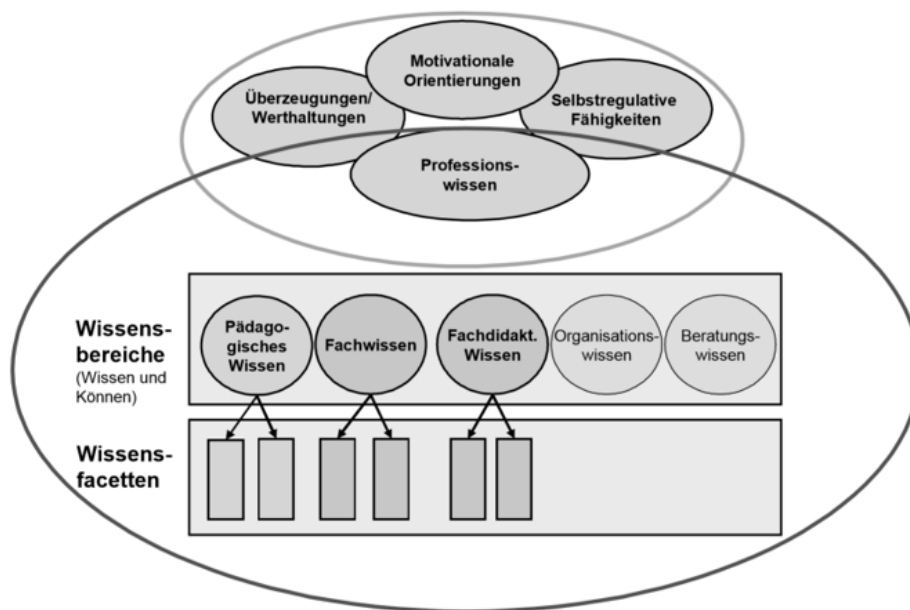 Motivationale
Orientierungen
Überzeugungen/
Werthaltungen
Selbstregulative
Fähigkeiten
Professions-
wissen
Wissens-
bereiche
(Wissen und
Können)
Pädago-
gisches
Wissen
Fachwissen
Fachdidakt.
Wissen
Organisations-
wissen
Beratungs-
wissen
Wissens-
facetten